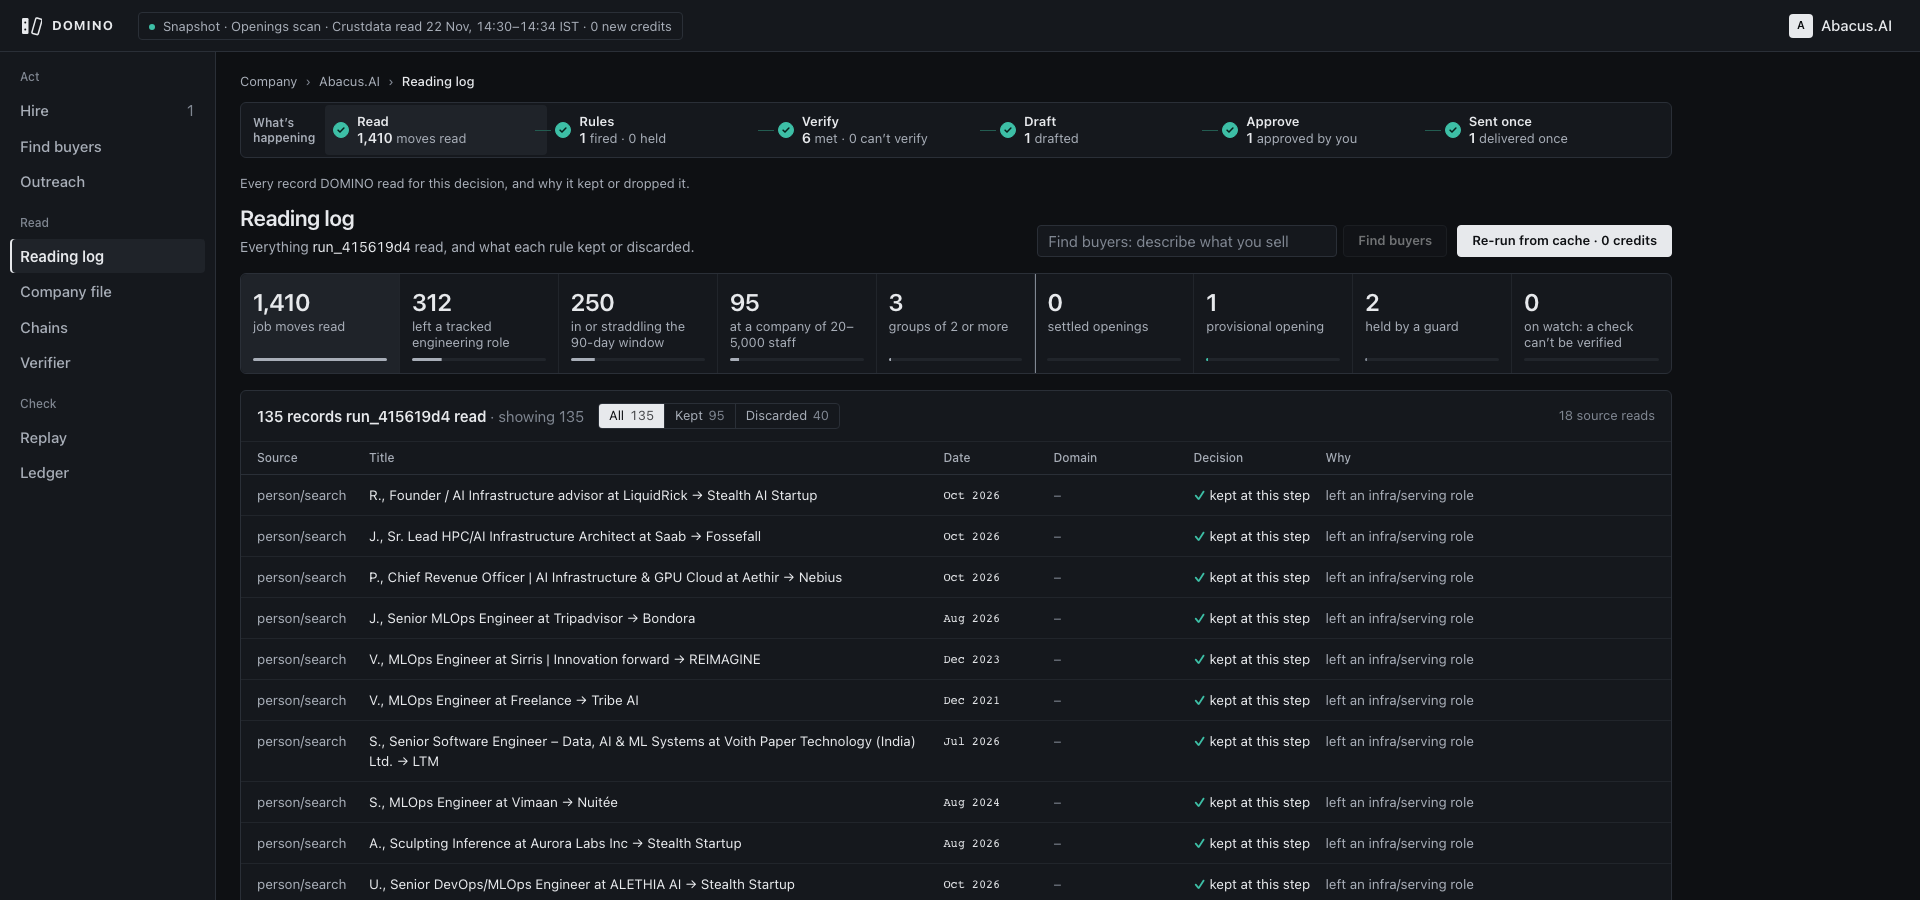 DOMINO
Snapshot · Openings scan · Crustdata read 22 Nov, 14:30–14:34 IST · 0 new credits
A
Abacus.AI
Act
Hire 1
Find buyers
Outreach
Read
Reading log
Company file
Chains
Verifier
Check
Replay
Ledger
Company › Abacus.AI › Reading log
What's happening
Read
1,410 moves read
Rules
1 fired · 0 held
Verify
6 met · 0 can't verify
Draft
1 drafted
Approve
1 approved by you
Sent once
1 delivered once
Every record DOMINO read for this decision, and why it kept or dropped it.
Reading log
Everything run_415619d4 read, and what each rule kept or discarded.
Find buyers: describe what you sell
Find buyers
Re-run from cache · 0 credits
1,410
job moves read
312
left a tracked
engineering role
250
in or straddling the
90-day window
95
at a company of 20–
5,000 staff
3
groups of 2 or more
0
settled openings
1
provisional opening
2
held by a guard
0
on watch: a check
can't be verified
135 records run_415619d4 read · showing 135
All 135
Kept 95
Discarded 40
18 source reads
Source Title Date Domain Decision Why
person/search R., Founder / AI Infrastructure advisor at LiquidRick → Stealth AI Startup Oct 2026 – ✓ kept at this step left an infra/serving role
person/search J., Sr. Lead HPC/AI Infrastructure Architect at Saab → Fossefall Oct 2026 – ✓ kept at this step left an infra/serving role
person/search P., Chief Revenue Officer | AI Infrastructure & GPU Cloud at Aethir → Nebius Oct 2026 – ✓ kept at this step left an infra/serving role
person/search J., Senior MLOps Engineer at Tripadvisor → Bondora Aug 2026 – ✓ kept at this step left an infra/serving role
person/search V., MLOps Engineer at Sirris | Innovation forward → REIMAGINE Dec 2023 – ✓ kept at this step left an infra/serving role
person/search V., MLOps Engineer at Freelance → Tribe AI Dec 2021 – ✓ kept at this step left an infra/serving role
person/search S., Senior Software Engineer – Data, AI & ML Systems at Voith Paper Technology (India) Jul 2026 – ✓ kept at this step left an infra/serving role
Ltd. → LTM
person/search S., MLOps Engineer at Vimaan → Nuitée Aug 2024 – ✓ kept at this step left an infra/serving role
person/search A., Sculpting Inference at Aurora Labs Inc → Stealth Startup Aug 2026 – ✓ kept at this step left an infra/serving role
person/search U., Senior DevOps/MLOps Engineer at ALETHIA AI → Stealth Startup Oct 2026 – ✓ kept at this step left an infra/serving role